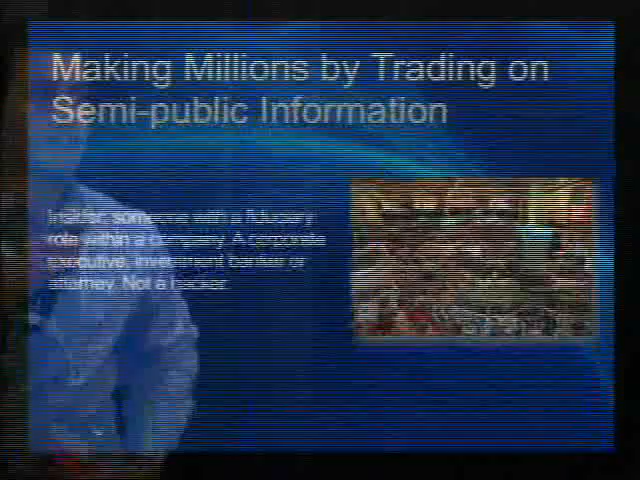 Making Millions by Trading on
Semi-public Information
Insider: someone with a fiduciary
role within a company. A corporate
executive, investment banker or
attorney. Not a hacker.